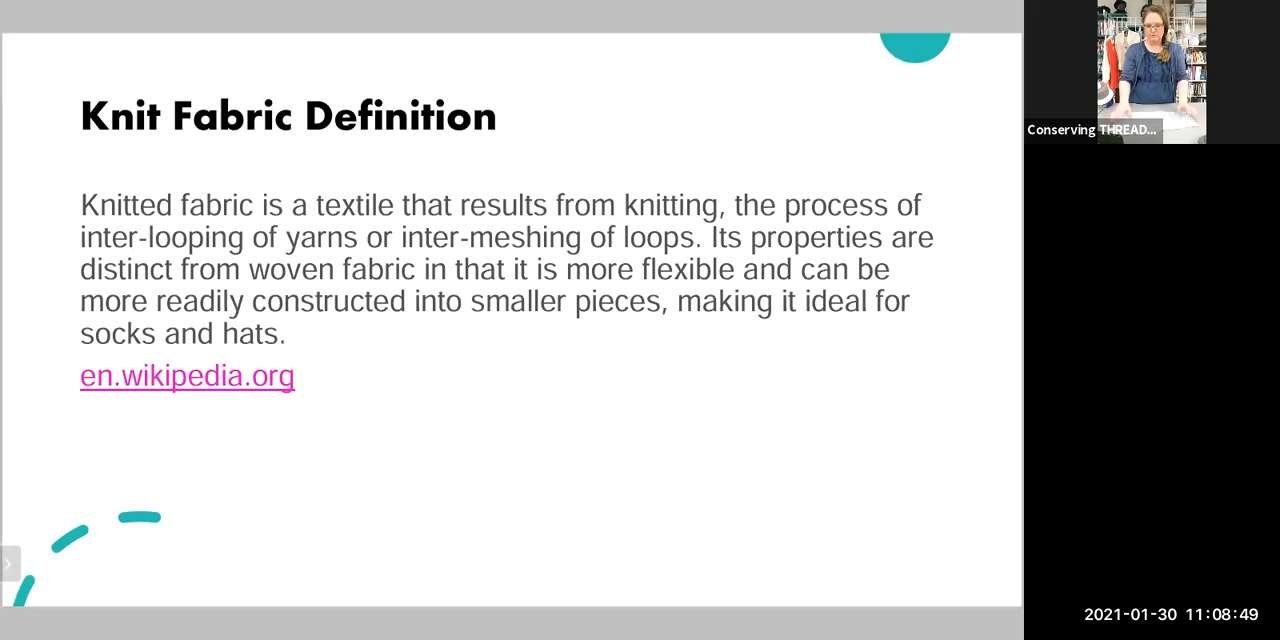 Knit Fabric Definition
Knitted fabric is a textile that results from knitting, the process of
inter-looping of yarns or inter-meshing of loops. Its properties are
distinct from woven fabric in that it is more flexible and can be
more readily constructed into smaller pieces, making it ideal for
socks and hats.
en.wikipedia.org
Conserving THREAD...
2021-01-30 11:08:49